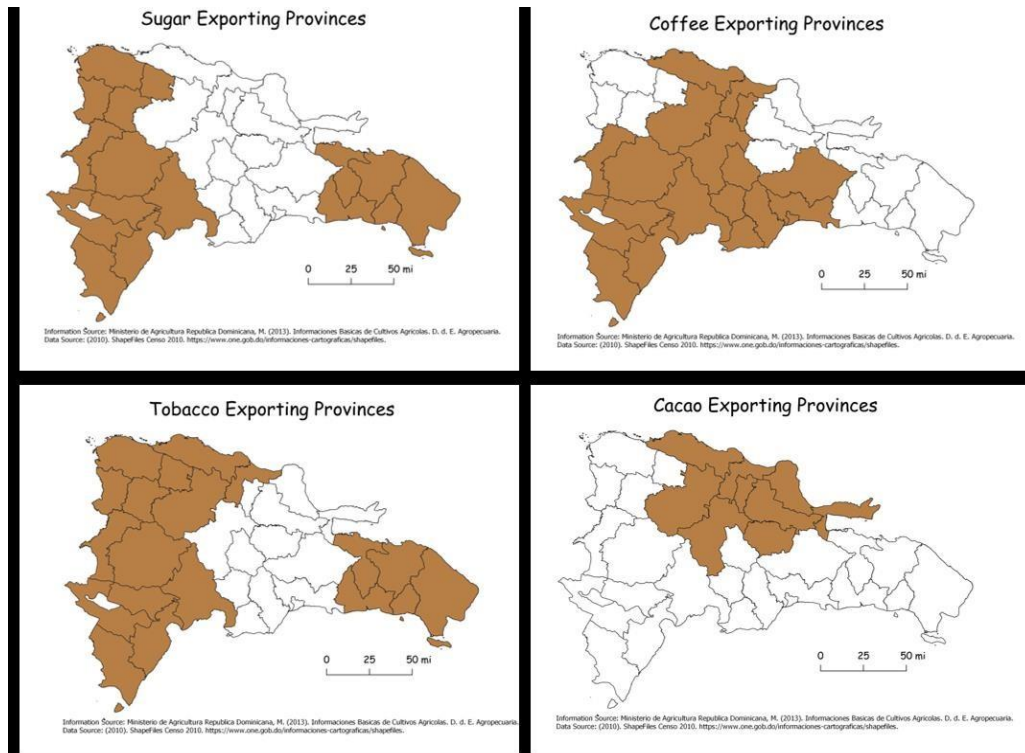 Sugar Exporting Provinces
0 25 50 mi
Information Source: Ministerio de Agricultura Republica Dominicana, M. (2013). Informaciones Basicas de Cultivos Agricolas. D. d. E. Agropecuaria.
Data Source: (2010). ShapeFiles Censo 2010. https://www.one.gob.do/informaciones-cartograficas/shapefiles.
Coffee Exporting Provinces
0 25 50 mi
Information Source: Ministerio de Agricultura Republica Dominicana, M. (2013). Informaciones Basicas de Cultivos Agricolas. D. d. E. Agropecuaria.
Data Source: (2010). ShapeFiles Censo 2010. https://www.one.gob.do/informaciones-cartograficas/shapefiles.
Tobacco Exporting Provinces
0 25 50 mi
Information Source: Ministerio de Agricultura Republica Dominicana, M. (2013). Informaciones Basicas de Cultivos Agricolas. D. d. E. Agropecuaria.
Data Source: (2010). ShapeFiles Censo 2010. https://www.one.gob.do/informaciones-cartograficas/shapefiles.
Cacao Exporting Provinces
0 25 50 mi
Information Source: Ministerio de Agricultura Republica Dominicana, M. (2013). Informaciones Basicas de Cultivos Agricolas. D. d. E. Agropecuaria.
Data Source: (2010). ShapeFiles Censo 2010. https://www.one.gob.do/informaciones-cartograficas/shapefiles.